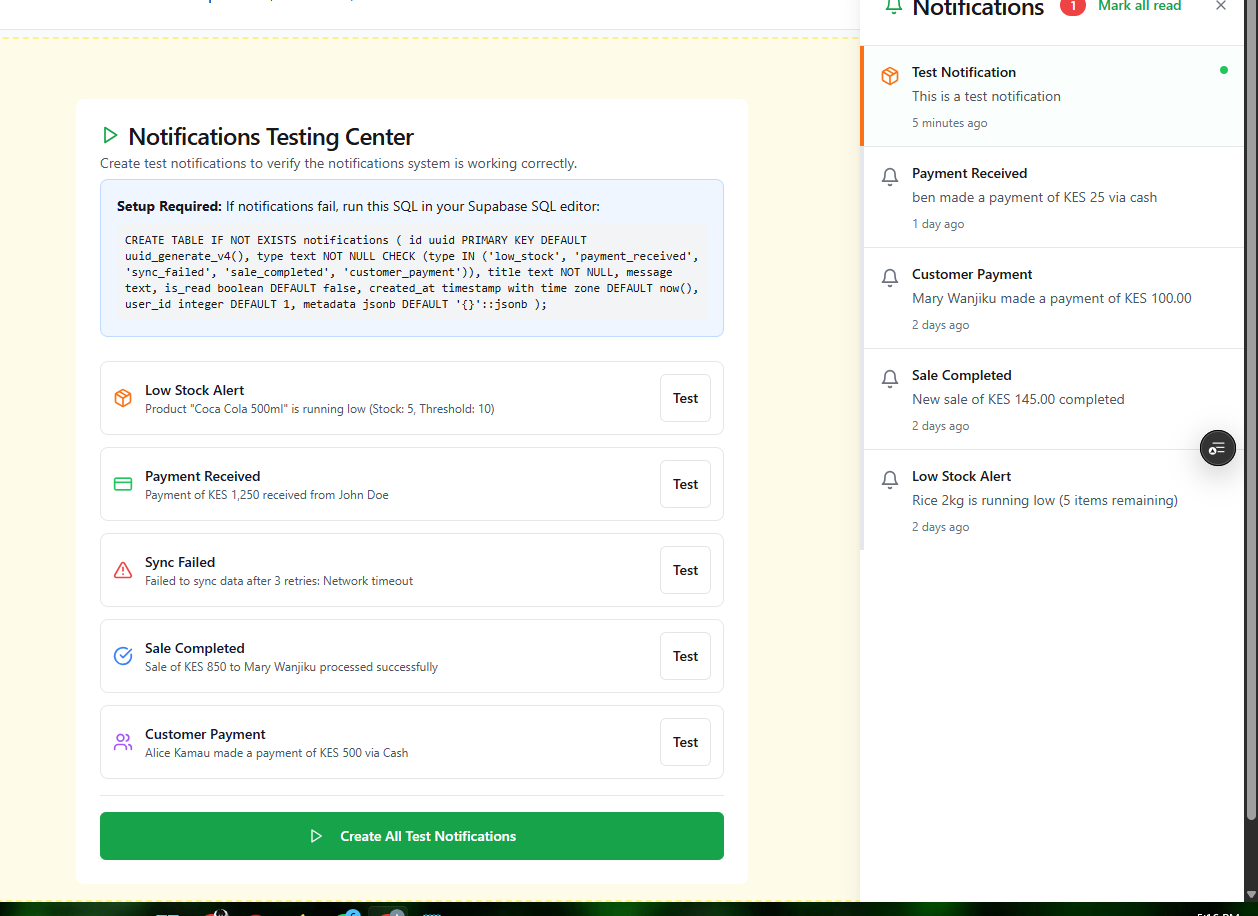 Notifications Testing Center
Create test notifications to verify the notifications system is working correctly.
Setup Required: If notifications fail, run this SQL in your Supabase SQL editor:
CREATE TABLE IF NOT EXISTS notifications ( id uuid PRIMARY KEY DEFAULT
uuid_generate_v4(), type text NOT NULL CHECK (type IN ('low_stock', 'payment_received',
'sync_failed', 'sale_completed', 'customer_payment')), title text NOT NULL, message
text, is_read boolean DEFAULT false, created_at timestamp with time zone DEFAULT now(),
user_id integer DEFAULT 1, metadata jsonb DEFAULT '{}'::jsonb );
Low Stock Alert
Product "Coca Cola 500ml" is running low (Stock: 5, Threshold: 10)
Test
Payment Received
Payment of KES 1,250 received from John Doe
Test
Sync Failed
Failed to sync data after 3 retries: Network timeout
Test
Sale Completed
Sale of KES 850 to Mary Wanjiku processed successfully
Test
Customer Payment
Alice Kamau made a payment of KES 500 via Cash
Test
Create All Test Notifications
Notifications
1
Mark all read
Test Notification
This is a test notification
5 minutes ago
Payment Received
ben made a payment of KES 25 via cash
1 day ago
Customer Payment
Mary Wanjiku made a payment of KES 100.00
2 days ago
Sale Completed
New sale of KES 145.00 completed
2 days ago
Low Stock Alert
Rice 2kg is running low (5 items remaining)
2 days ago